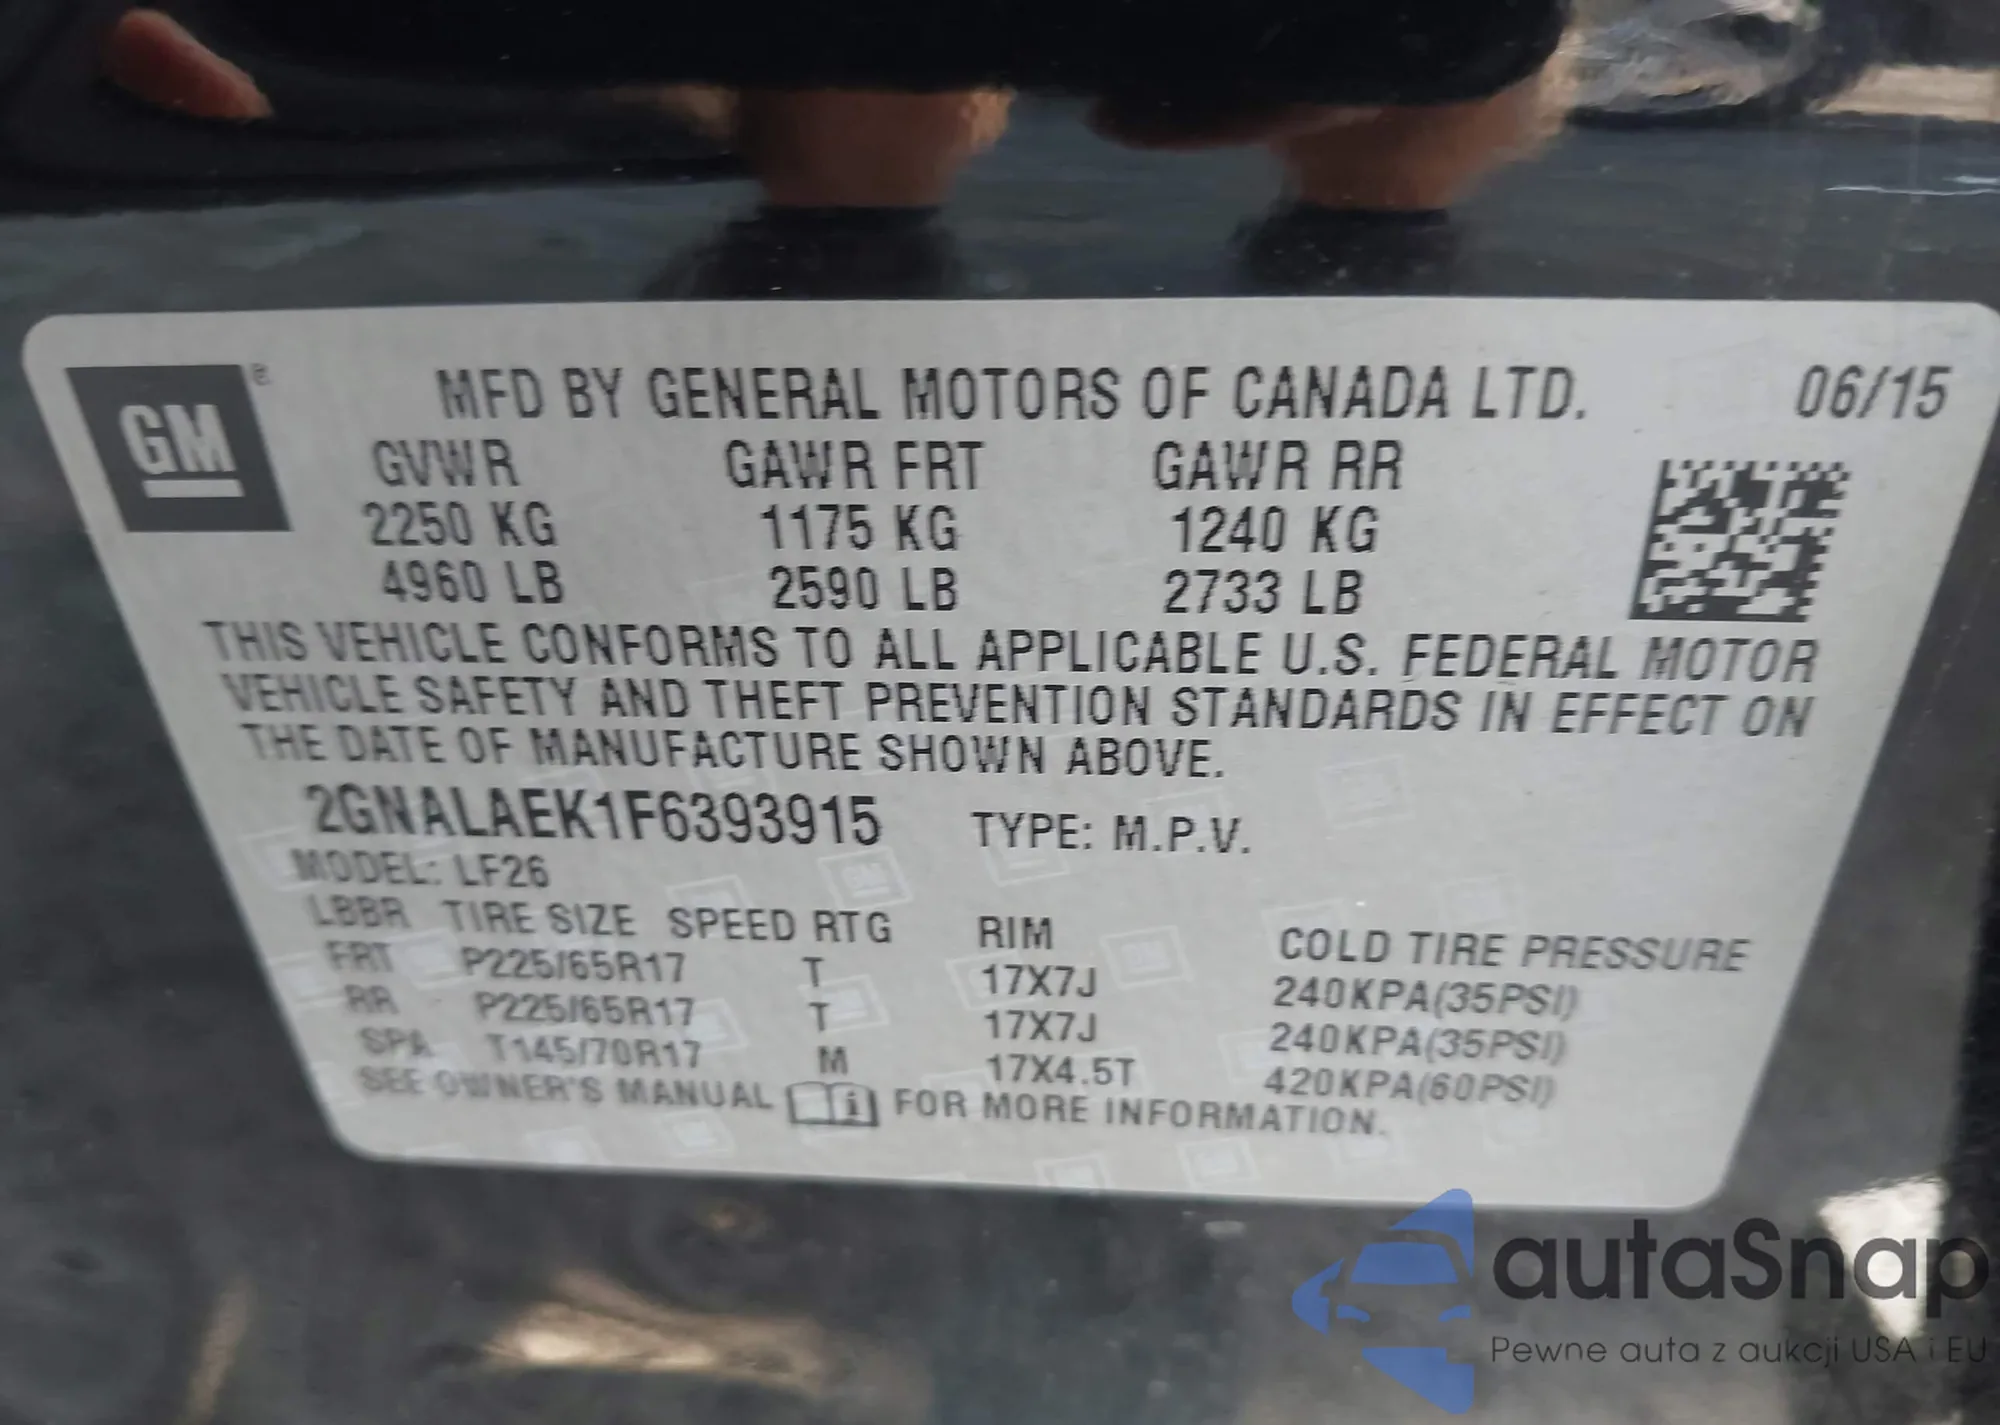 GM
MFD BY GENERAL MOTORS OF CANADA LTD. 06/15
GVWR GAWR FRT GAWR RR
2250 KG 1175 KG 1240 KG
4960 LB 2590 LB 2733 LB
THIS VEHICLE CONFORMS TO ALL APPLICABLE U.S. FEDERAL MOTOR
VEHICLE SAFETY AND THEFT PREVENTION STANDARDS IN EFFECT ON
THE DATE OF MANUFACTURE SHOWN ABOVE.
2GNALAEK1F6393915 TYPE: M.P.V.
MODEL: LF26
LBBR TIRE SIZE SPEED RTG RIM COLD TIRE PRESSURE
FRT P225/65R17 T 17X7J 240KPA(35PSI)
RR P225/65R17 T 17X7J 240KPA(35PSI)
SPA T145/70R17 M 17X4.5T 420KPA(60PSI)
SEE OWNER'S MANUAL FOR MORE INFORMATION.
autaSnap
Pewne auta z aukcji USA i EU